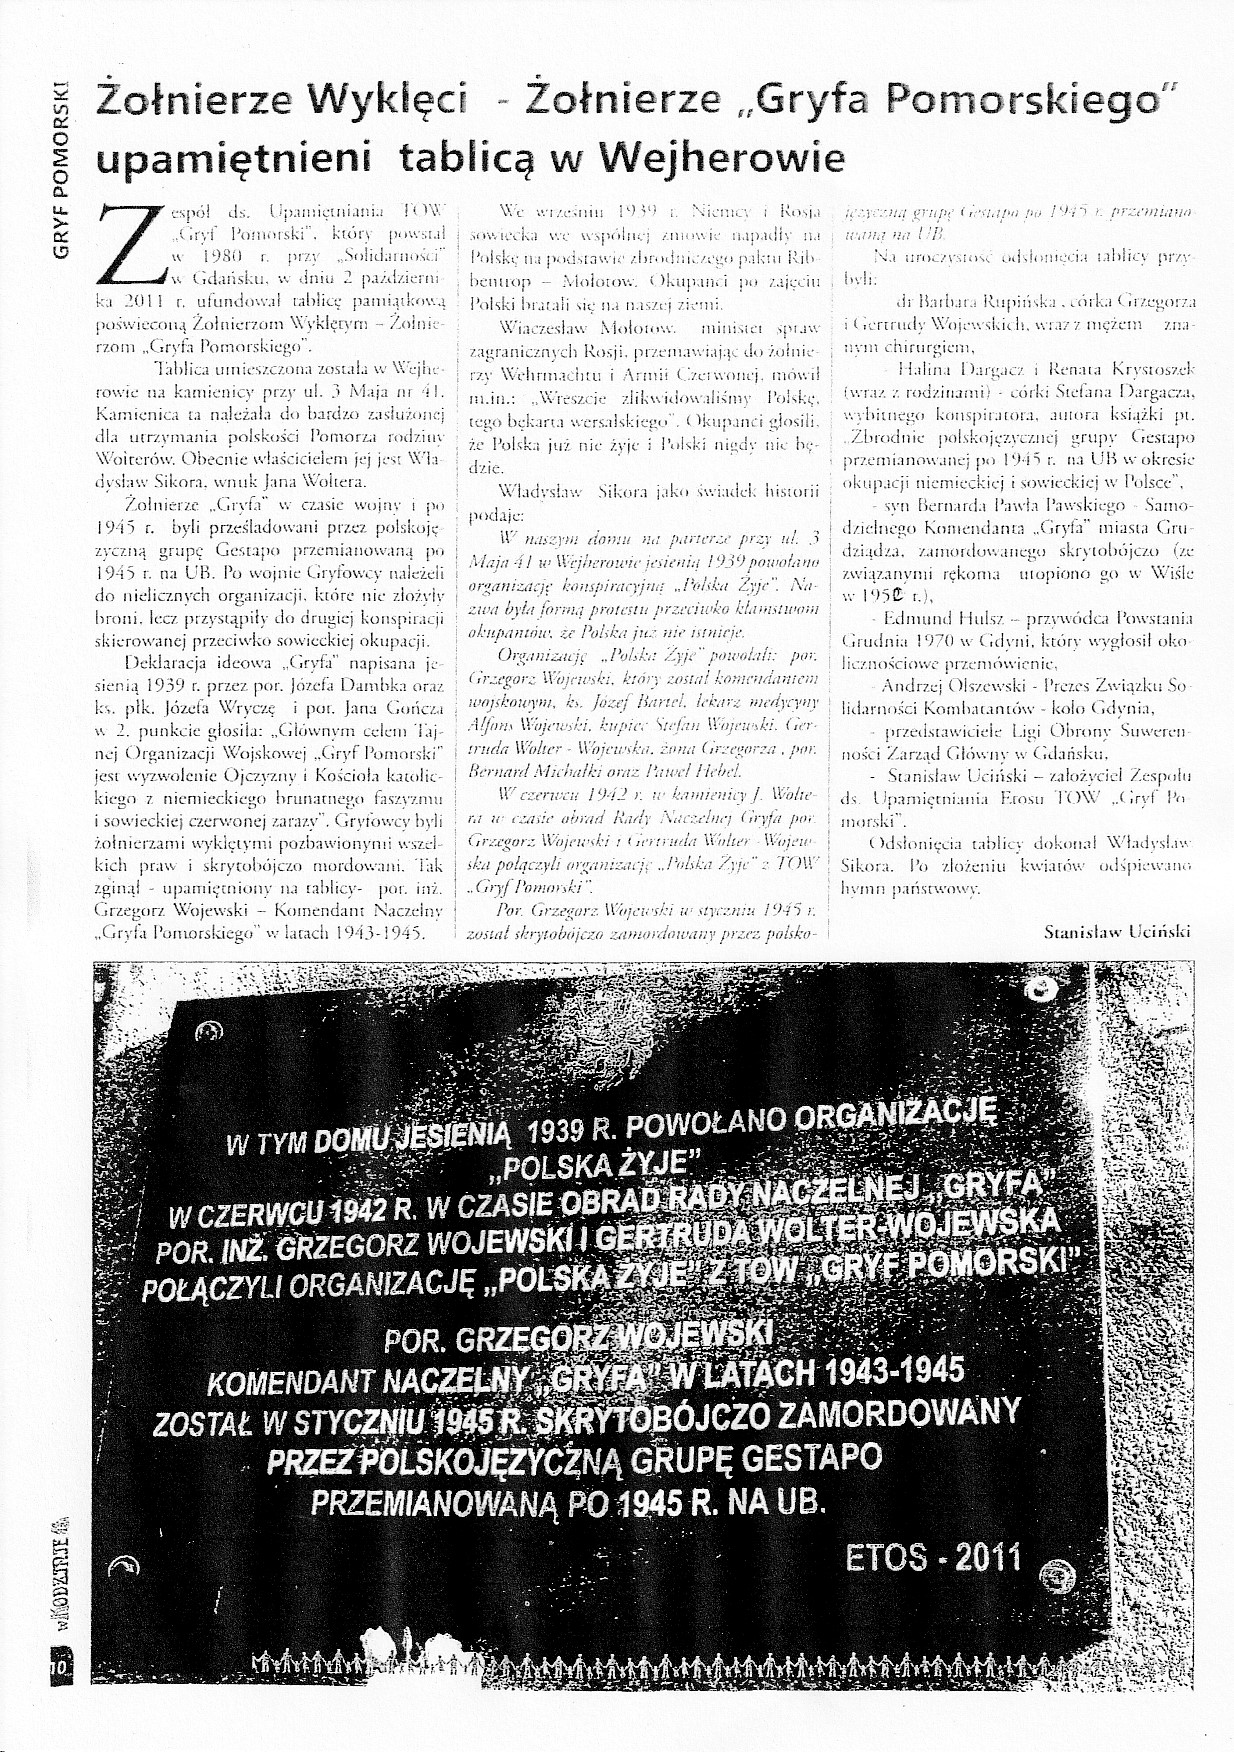 GRYF POMORSKI
Żołnierze Wyklęci - Żołnierze „Gryfa Pomorskiego"
upamiętnieni tablicą w Wejherowie
Zespół ds. Upamiętniania TOW
„Gryf Pomorski", który powstał
w 1980 r. przy „Solidarności"
w Gdańsku, w dniu 2 październi-
ka 2011 r. ufundował tablicę pamiątkową
poświeconą Żołnierzom Wyklętym – Żołnie-
rzom „Gryfa Pomorskiego".
Tablica umieszczona została w Wejhe-
rowie na kamienicy przy ul. 3 Maja nr 41.
Kamienica ta należała do bardzo zasłużonej
dla utrzymania polskości Pomorza rodziny
Woiterów. Obecnie właścicielem jej jest Wła-
dysław Sikora, wnuk Jana Woltera.
Żołnierze „Gryfa" w czasie wojny i po
1945 r. byli prześladowani przez polskoję-
zyczną grupę Gestapo przemianowaną po
1945 r. na UB. Po wojnie Gryfowcy należeli
do nielicznych organizacji, które nie złożyły
broni, lecz przystąpiły do drugiej konspiracji
skierowanej przeciwko sowieckiej okupacji.
Deklaracja ideowa „Gryfa" napisana je-
sienią 1939 r. przez por. Józefa Dambka oraz
ks. płk. Józefa Wryczę i por. Jana Gończa
w 2. punkcie głosiła: „Głównym celem Taj-
nej Organizacji Wojskowej „Gryf Pomorski"
jest wyzwolenie Ojczyzny i Kościoła katolic-
kiego z niemieckiego brunatnego faszyzmu
i sowieckiej czerwonej zarazy". Gryfowcy byli
żołnierzami wyklętymi pozbawionymi wszel-
kich praw i skrytobójczo mordowani. Tak
zginął - upamiętniony na tablicy- por. inż.
Grzegorz Wojewski – Komendant Naczelny
„Gryfa Pomorskiego" w latach 1943-1945.
We wrześniu 1939 r. Niemcy i Rosja
sowiecka we wspólnej zmowie napadły na
Polskę na podstawie zbrodniczego paktu Rib-
bentrop – Mołotow. Okupanci po zajęciu
Polski bratali się na naszej ziemi.
Wiaczesław Mołotow, minister spraw
zagranicznych Rosji, przemawiając do żołnie-
rzy Wehrmachtu i Armii Czerwonej, mówił
m.in.: „Wreszcie zlikwidowaliśmy Polskę,
tego bękarta wersalskiego". Okupanci głosili,
że Polska już nie żyje i Polski nigdy nie bę-
dzie.
Władysław Sikora jako świadek historii
podaje:
W naszym domu na parterze przy ul. 3
Maja 41 w Wejherowie jesienią 1939 powołano
organizację konspiracyjną „Polska Żyje". Na-
zwa była formą protestu przeciwko kłamstwom
okupantów, że Polska już nie istnieje.
Organizację „Polska Żyje" powołali: por.
Grzegorz Wojewski, który został komendantem
wojskowym, ks. Józef Bartel, lekarz medycyny
Alfons Wojewski, kupiec Stefan Wojewski, Ger-
truda Wolter - Wojewska, żona Grzegorza , por.
Bernard Michałki oraz Paweł Hebel.
W czerwcu 1942 r. w kamienicy J. Wolte-
ra w czasie obrad Rady Naczelnej Gryfa por.
Grzegorz Wojewski i Gertruda Wolter - Wojew-
ska połączyli organizację „Polska Żyje" z TOW
„Gryf Pomorski".
Por. Grzegorz Wojewski w styczniu 1945 r.
został skrytobójczo zamordowany przez polsko-
języczną grupę Gestapo po 1945 r. przemiano-
waną na UB.
Na uroczystość odsłonięcia tablicy przy-
byli:
dr Barbara Rupińska , córka Grzegorza
i Gertrudy Wojewskich, wraz z mężem zna-
nym chirurgiem,
Halina Dargacz i Renata Krystoszek
(wraz z rodzinami) - córki Stefana Dargacza,
wybitnego konspiratora, autora książki pt.
„Zbrodnie polskojęzycznej grupy Gestapo
przemianowanej po 1945 r. na UB w okresie
okupacji niemieckiej i sowieckiej w Polsce",
- syn Bernarda Pawła Pawskiego - Samo-
dzielnego Komendanta „Gryfa" miasta Gru-
dziądza, zamordowanego skrytobójczo (ze
związanymi rękoma utopiono go w Wiśle
w r.),
- Edmund Hulsz – przywódca Powstania
Grudnia 1970 w Gdyni, który wygłosił oko-
licznościowe przemówienie,
- Andrzej Olszewski - Prezes Związku So-
lidarności Kombatantów - koło Gdynia,
- przedstawiciele Ligi Obrony Suweren-
ności Zarząd Główny w Gdańsku,
- Stanisław Uciński – założyciel Zespołu
ds. Upamiętniania Etosu TOW „Gryf Po-
morski".
Odsłonięcia tablicy dokonał Władysław
Sikora. Po złożeniu kwiatów odśpiewano
hymn państwowy.
Stanisław Uciński
W TYM DOMU JESIENIĄ 1939 R. POWOŁANO ORGANIZACJĘ
„POLSKA ŻYJE"
W CZERWCU 1942 R. W CZASIE OBRAD RADY NACZELNEJ „GRYFA"
POR. INŻ. GRZEGORZ WOJEWSKI I GERTRUDA WOLTER-WOJEWSKA
POŁĄCZYLI ORGANIZACJĘ „POLSKA ŻYJE" Z TOW „GRYF POMORSKI"
POR. GRZEGORZ WOJEWSKI
KOMENDANT NACZELNY „GRYFA" W LATACH 1943-1945
ZOSTAŁ W STYCZNIU 1945 R. SKRYTOBÓJCZO ZAMORDOWANY
PRZEZ POLSKOJĘZYCZNĄ GRUPĘ GESTAPO
PRZEMIANOWANĄ PO 1945 R. NA UB.
ETOS - 2011
10